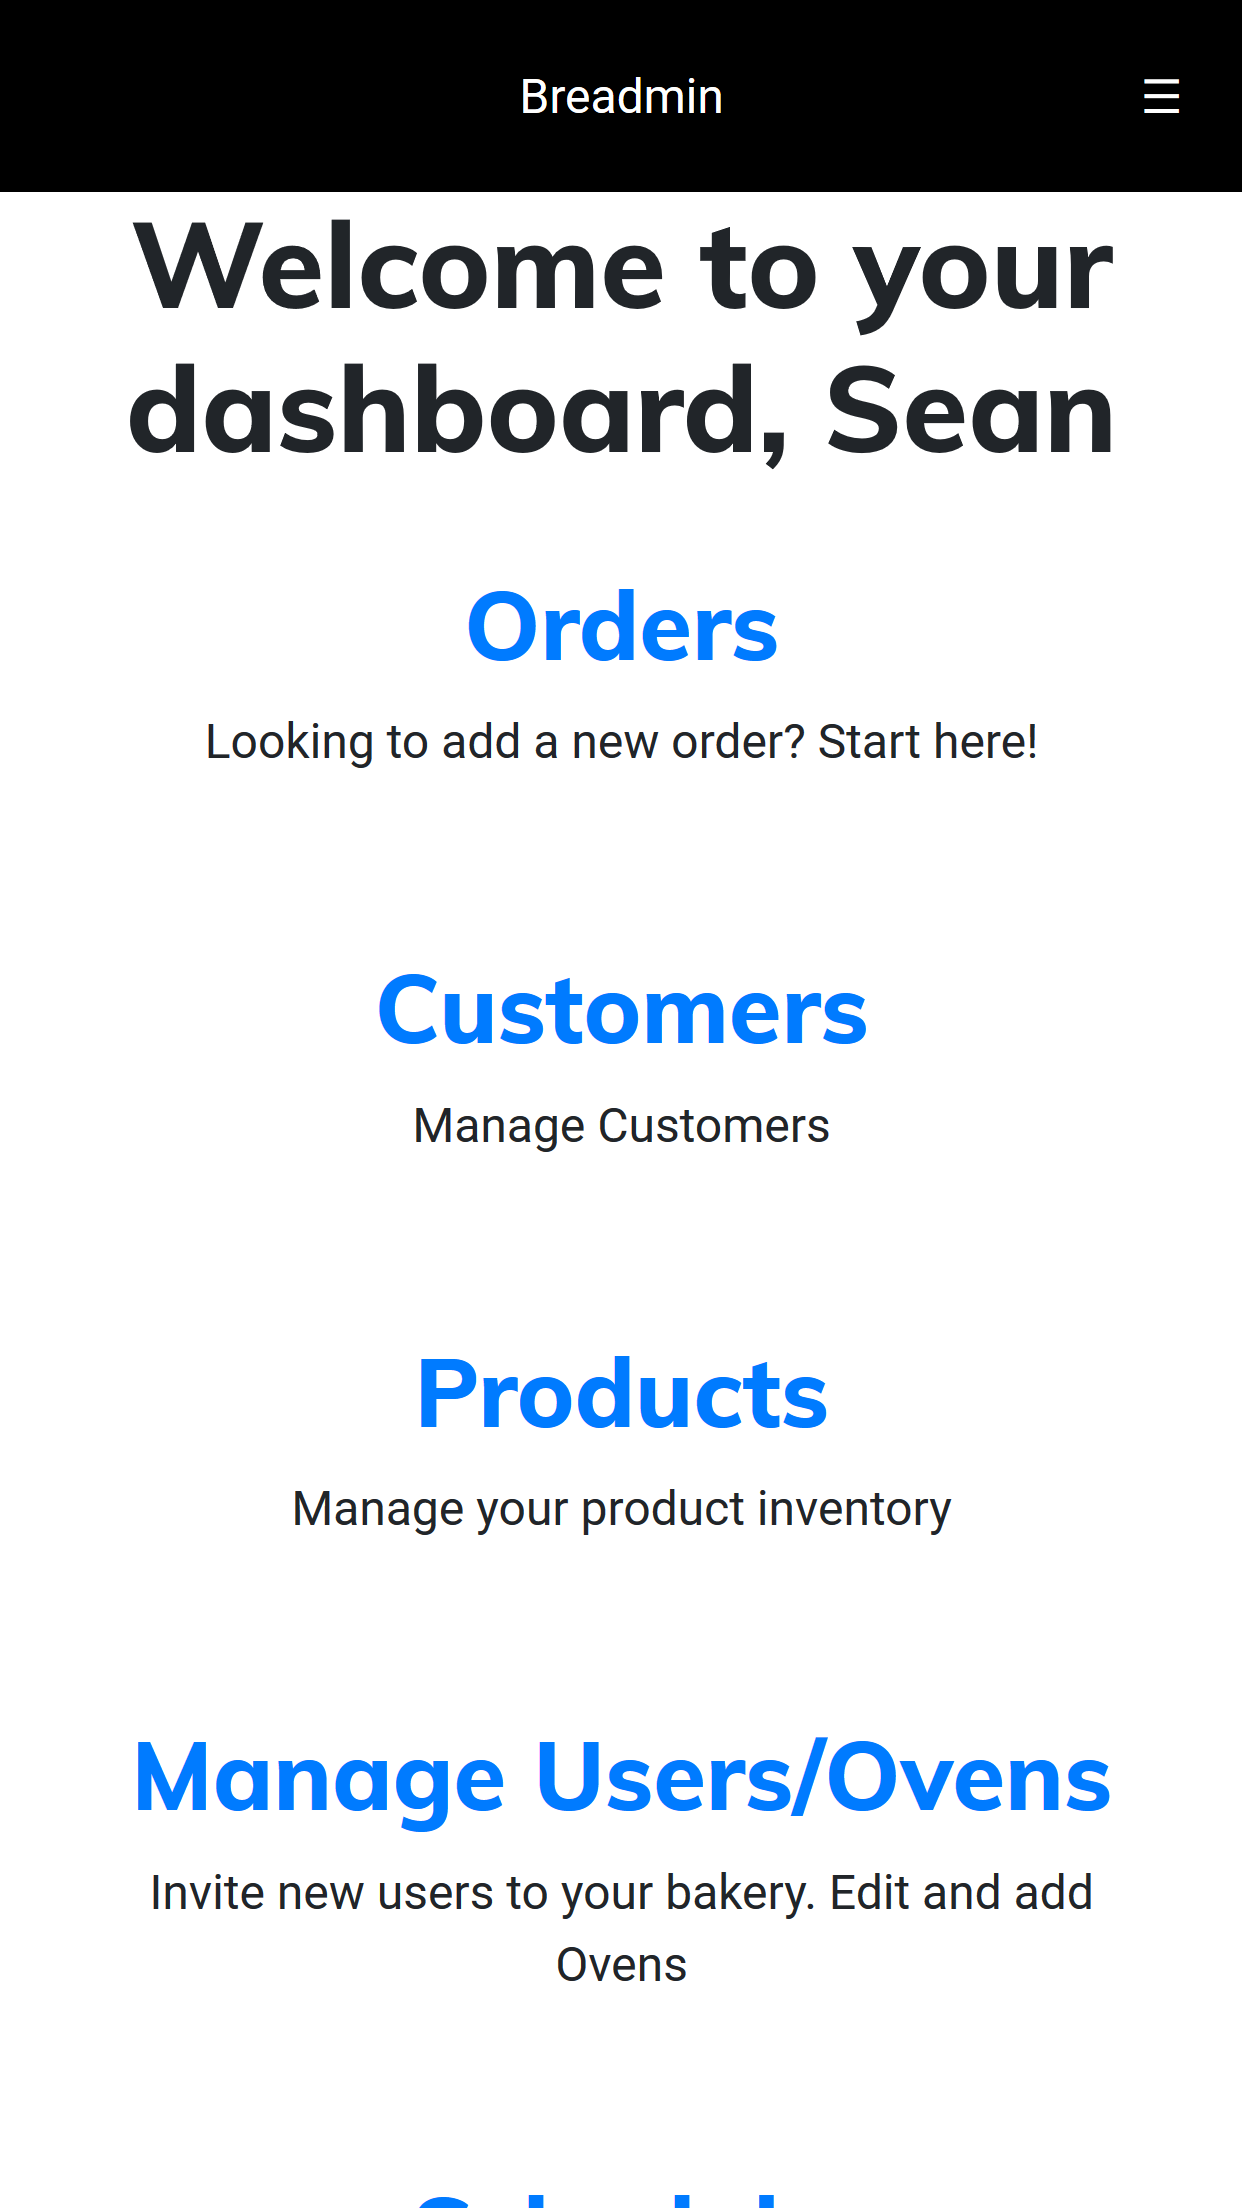 Breadmin
Welcome to your
dashboard, Sean
Orders
Looking to add a new order? Start here!
Customers
Manage Customers
Products
Manage your product inventory
Manage Users/Ovens
Invite new users to your bakery. Edit and add
Ovens